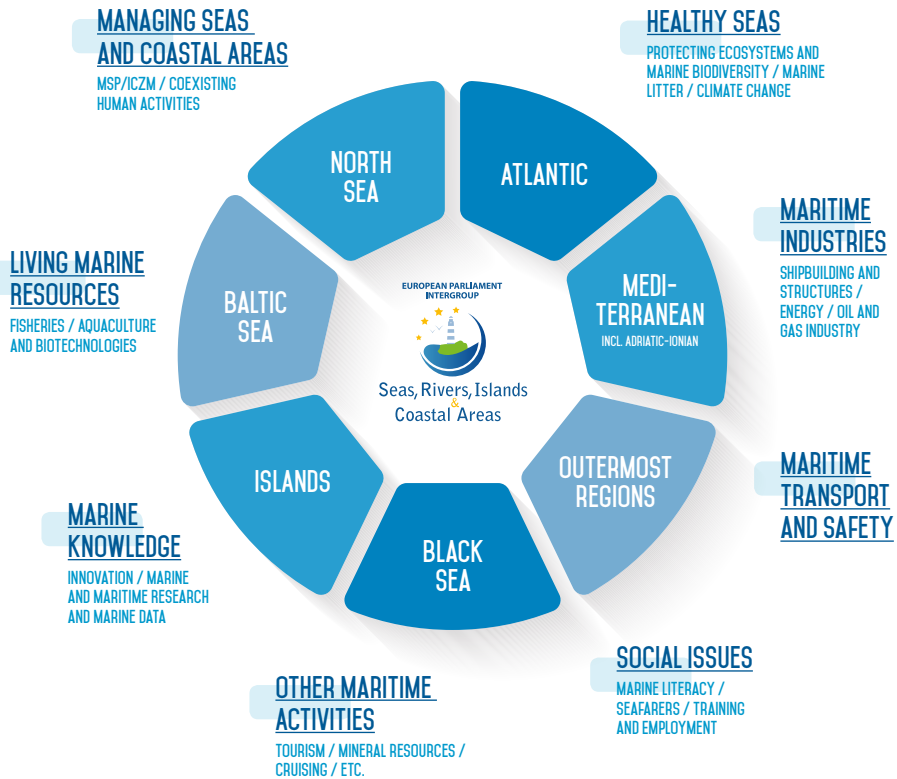 MANAGING SEAS
AND COASTAL AREAS
MSP/ICZM / COEXISTING
HUMAN ACTIVITIES
HEALTHY SEAS
PROTECTING ECOSYSTEMS AND
MARINE BIODIVERSITY / MARINE
LITTER / CLIMATE CHANGE
NORTH
SEA
ATLANTIC
MARITIME
INDUSTRIES
SHIPBUILDING AND
STRUCTURES /
ENERGY / OIL AND
GAS INDUSTRY
LIVING MARINE
RESOURCES
FISHERIES / AQUACULTURE
AND BIOTECHNOLOGIES
BALTIC
SEA
EUROPEAN PARLIAMENT
INTERGROUP
Seas, Rivers, Islands
&
Coastal Areas
MEDI-
TERRANEAN
INCL. ADRIATIC-IONIAN
ISLANDS
OUTERMOST
REGIONS
MARITIME
TRANSPORT
AND SAFETY
MARINE
KNOWLEDGE
INNOVATION / MARINE
AND MARITIME RESEARCH
AND MARINE DATA
BLACK
SEA
SOCIAL ISSUES
MARINE LITERACY /
SEAFARERS / TRAINING
AND EMPLOYMENT
OTHER MARITIME
ACTIVITIES
TOURISM / MINERAL RESOURCES /
CRUISING / ETC.